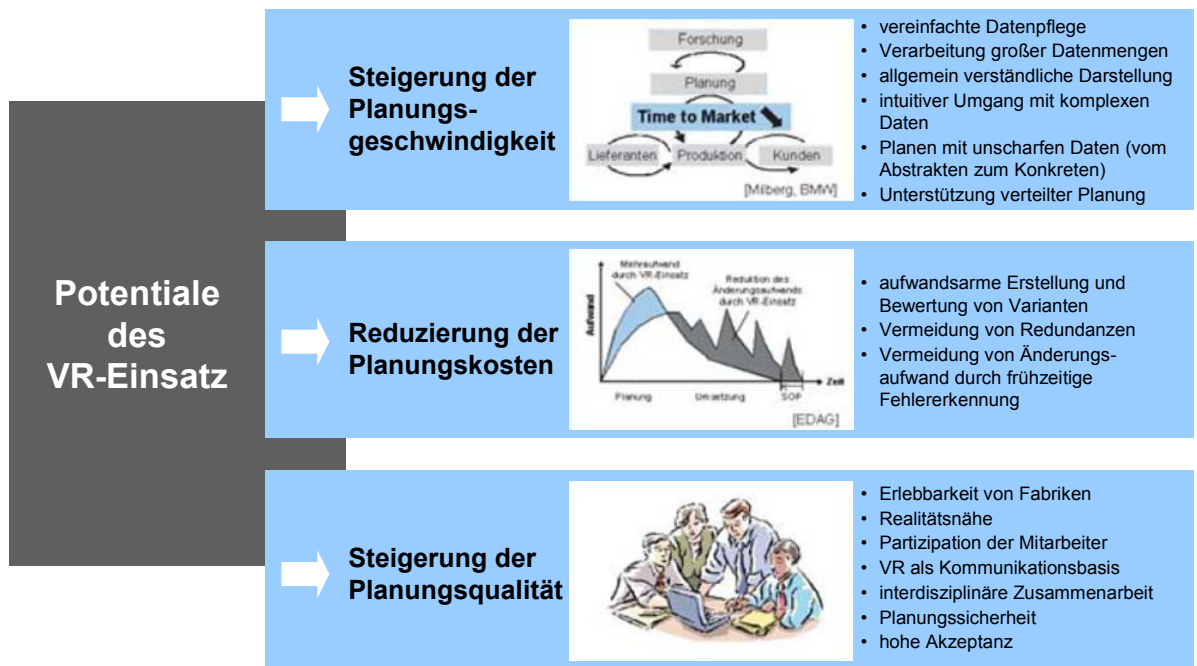 Potentiale
des
VR-Einsatz
Steigerung der
Planungs-
geschwindigkeit
Forschung
Planung
Time to Market
Lieferanten
Produktion
Kunden
[Milberg, BMW]
• vereinfachte Datenpflege
• Verarbeitung großer Datenmengen
• allgemein verständliche Darstellung
• intuitiver Umgang mit komplexen
Daten
• Planen mit unscharfen Daten (vom
Abstrakten zum Konkreten)
• Unterstützung verteilter Planung
Reduzierung der
Planungskosten
Mehraufwand
durch VR-Einsatz
Reduktion des
Änderungsaufwands
durch VR-Einsatz
Aufwand
Zeit
Planung
Umsetzung
SOP
[EDAG]
• aufwandsarme Erstellung und
Bewertung von Varianten
• Vermeidung von Redundanzen
• Vermeidung von Änderungs-
aufwand durch frühzeitige
Fehlererkennung
Steigerung der
Planungsqualität
• Erlebbarkeit von Fabriken
• Realitätsnähe
• Partizipation der Mitarbeiter
• VR als Kommunikationsbasis
• interdisziplinäre Zusammenarbeit
• Planungssicherheit
• hohe Akzeptanz